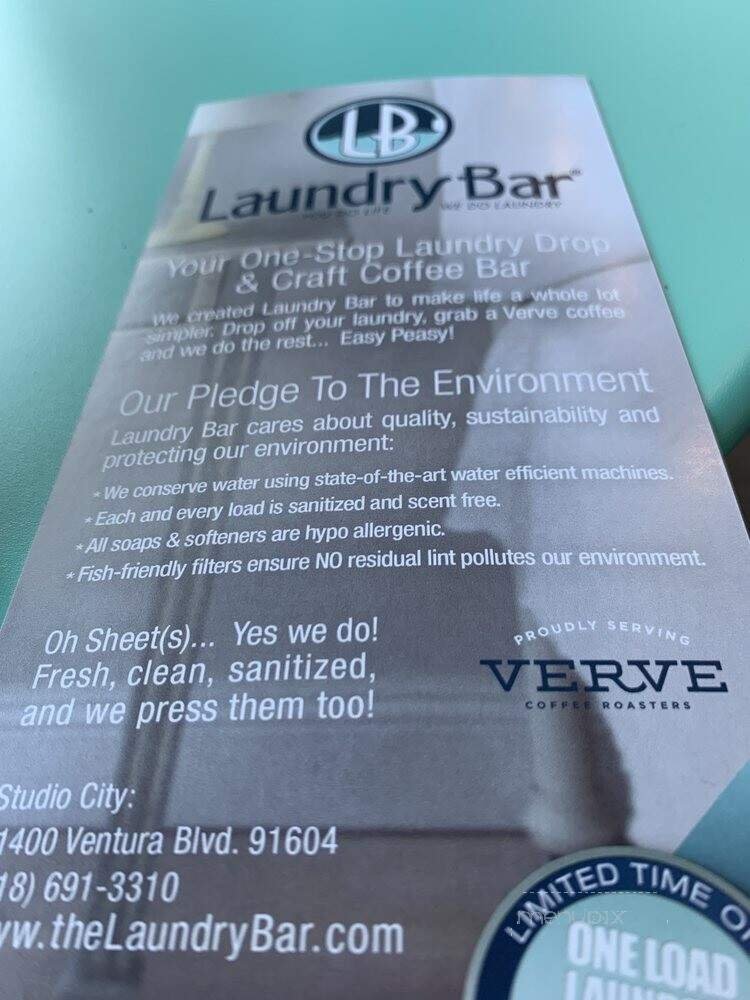 LB
Laundry Bar®
YOU DO LIFE WE DO LAUNDRY
Your One-Stop Laundry Drop
& Craft Coffee Bar
We created Laundry Bar to make life a whole lot
simpler. Drop off your laundry, grab a Verve coffee
and we do the rest... Easy Peasy!
Our Pledge To The Environment
Laundry Bar cares about quality, sustainability and
protecting our environment:
*We conserve water using state-of-the-art water efficient machines.
*Each and every load is sanitized and scent free.
*All soaps & softeners are hypo allergenic.
*Fish-friendly filters ensure NO residual lint pollutes our environment.
Oh Sheet(s)... Yes we do!
Fresh, clean, sanitized,
and we press them too!
PROUDLY SERVING
VERVE
COFFEE ROASTERS
Studio City:
1400 Ventura Blvd. 91604
18) 691-3310
w.theLaundryBar.com
LIMITED TIME O
menupix
ONE LOAD